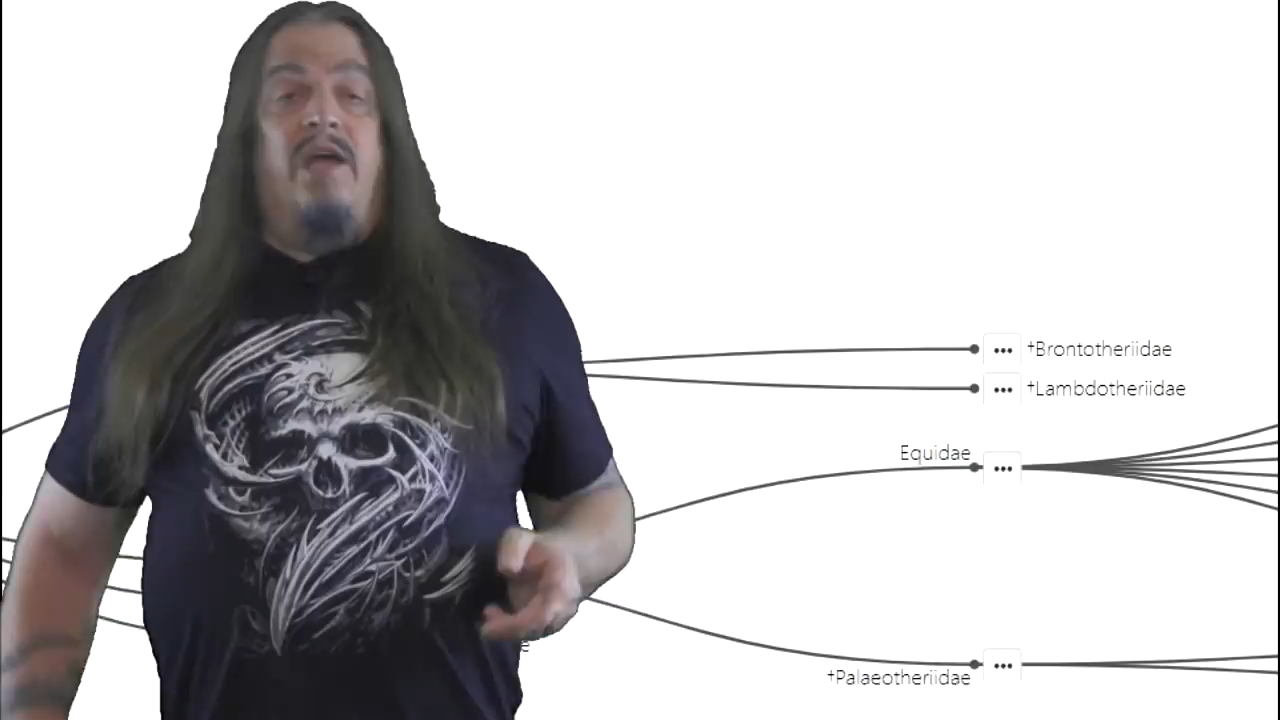 †Brontotheriidae
†Lambdotheriidae
Equidae
†Palaeotheriidae